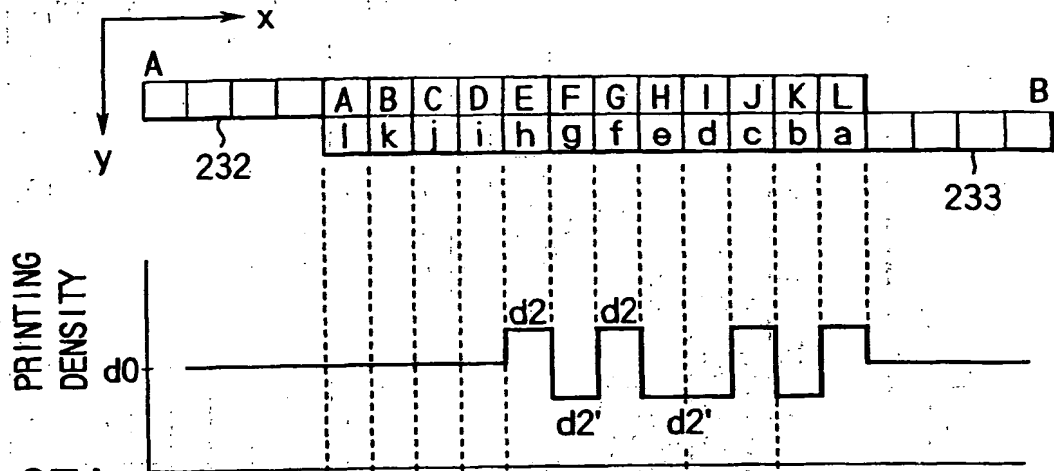 x
A
B
A B C D E F G H I J K L
l k j i h g f e d c b a
y
232
233
PRINTING
DENSITY
d2 d2
d0
d2' d2'